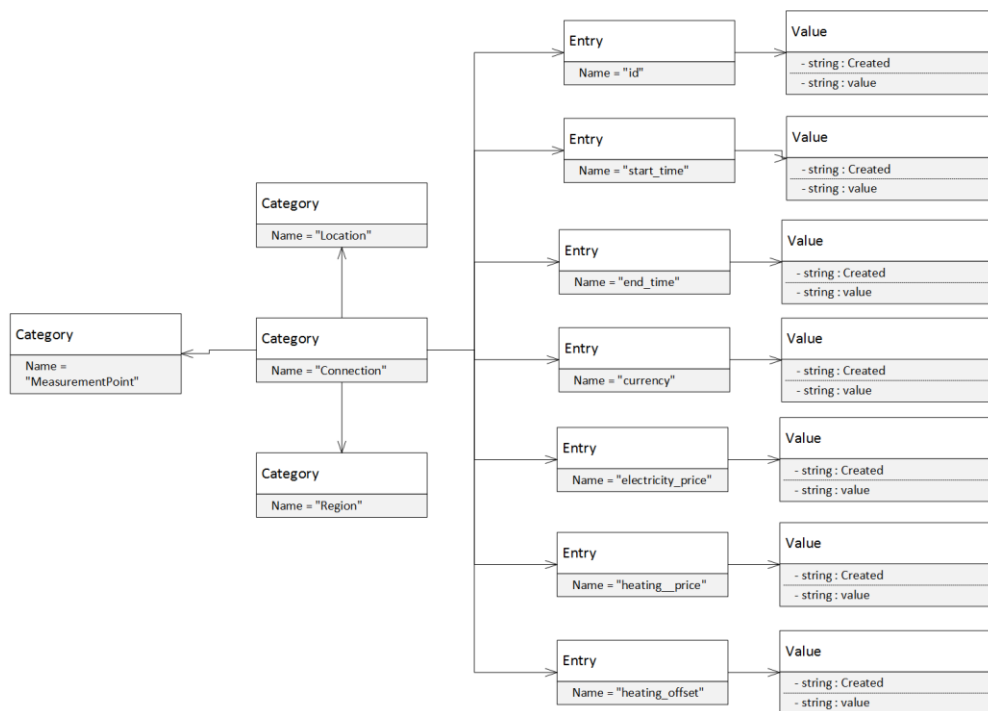 Entry
Name = "id"
Value
- string : Created
- string : value
Entry
Name = "start_time"
Value
- string : Created
- string : value
Category
Name = "Location"
Entry
Name = "end_time"
Value
- string : Created
- string : value
Category
Name =
"MeasurementPoint"
Category
Name = "Connection"
Entry
Name = "currency"
Value
- string : Created
- string : value
Category
Name = "Region"
Entry
Name = "electricity_price"
Value
- string : Created
- string : value
Entry
Name = "heating__price"
Value
- string : Created
- string : value
Entry
Name = "heating_offset"
Value
- string : Created
- string : value